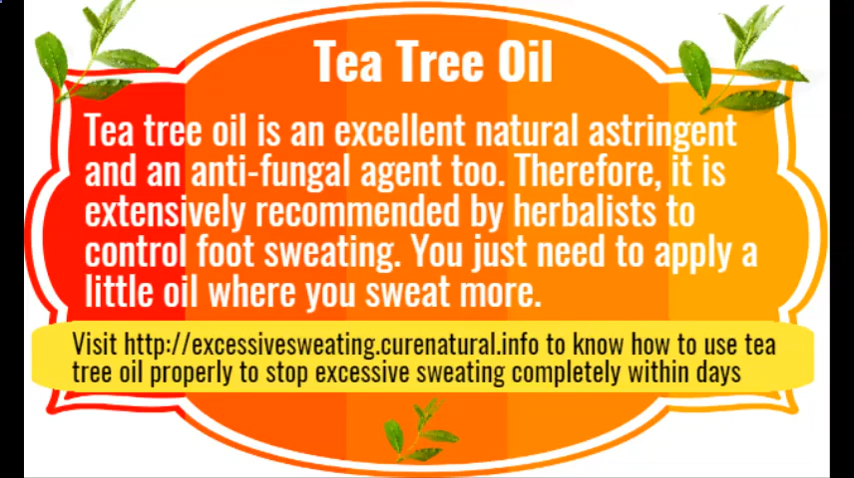 Tea Tree Oil
Tea tree oil is an excellent natural astringent
and an anti-fungal agent too. Therefore, it is
extensively recommended by herbalists to
control foot sweating. You just need to apply a
little oil where you sweat more.
Visit http://excessivesweating.curenatural.info to know how to use tea
tree oil properly to stop excessive sweating completely within days